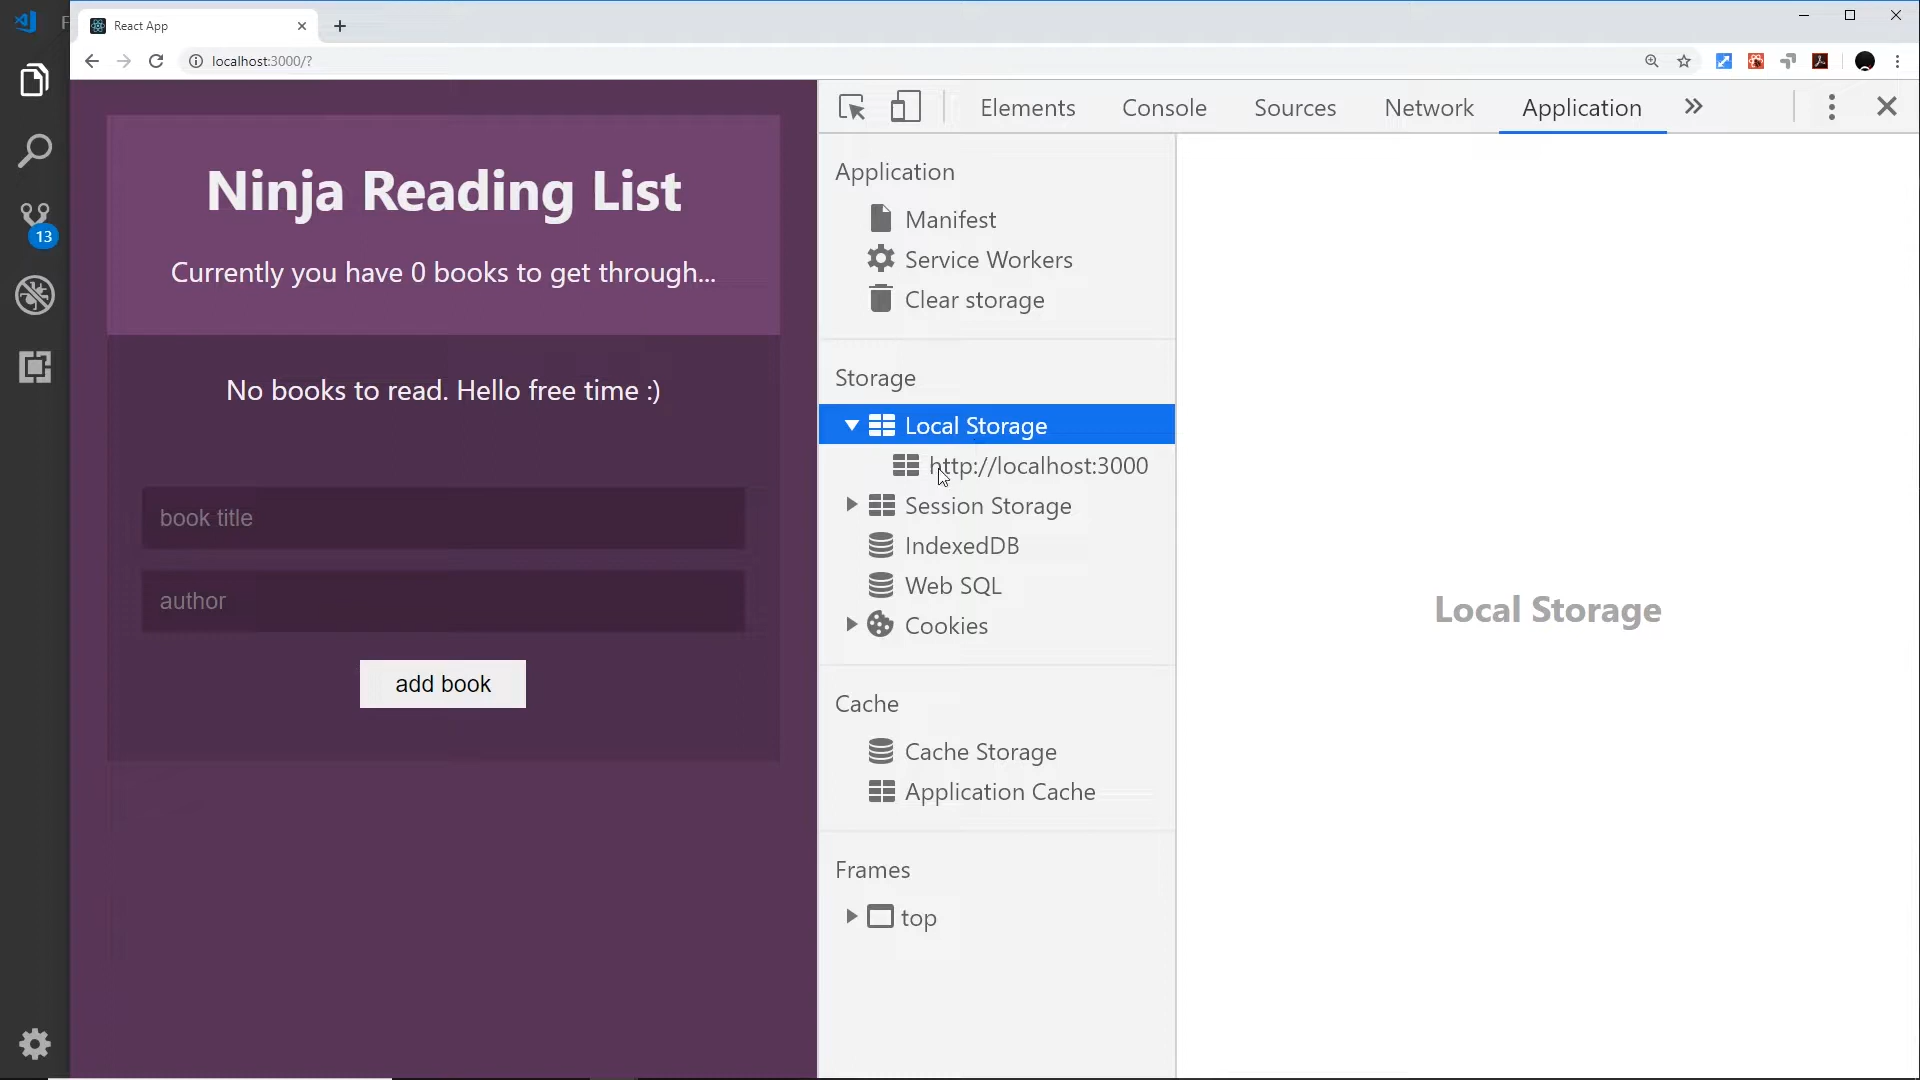 F
React App
localhost:3000/?
13
Ninja Reading List
Currently you have 0 books to get through...
No books to read. Hello free time :)
book title
author
add book
Elements Console Sources Network Application »
Application
Manifest
Service Workers
Clear storage
Storage
Local Storage
http://localhost:3000
Session Storage
IndexedDB
Web SQL
Cookies
Cache
Cache Storage
Application Cache
Frames
top
Local Storage